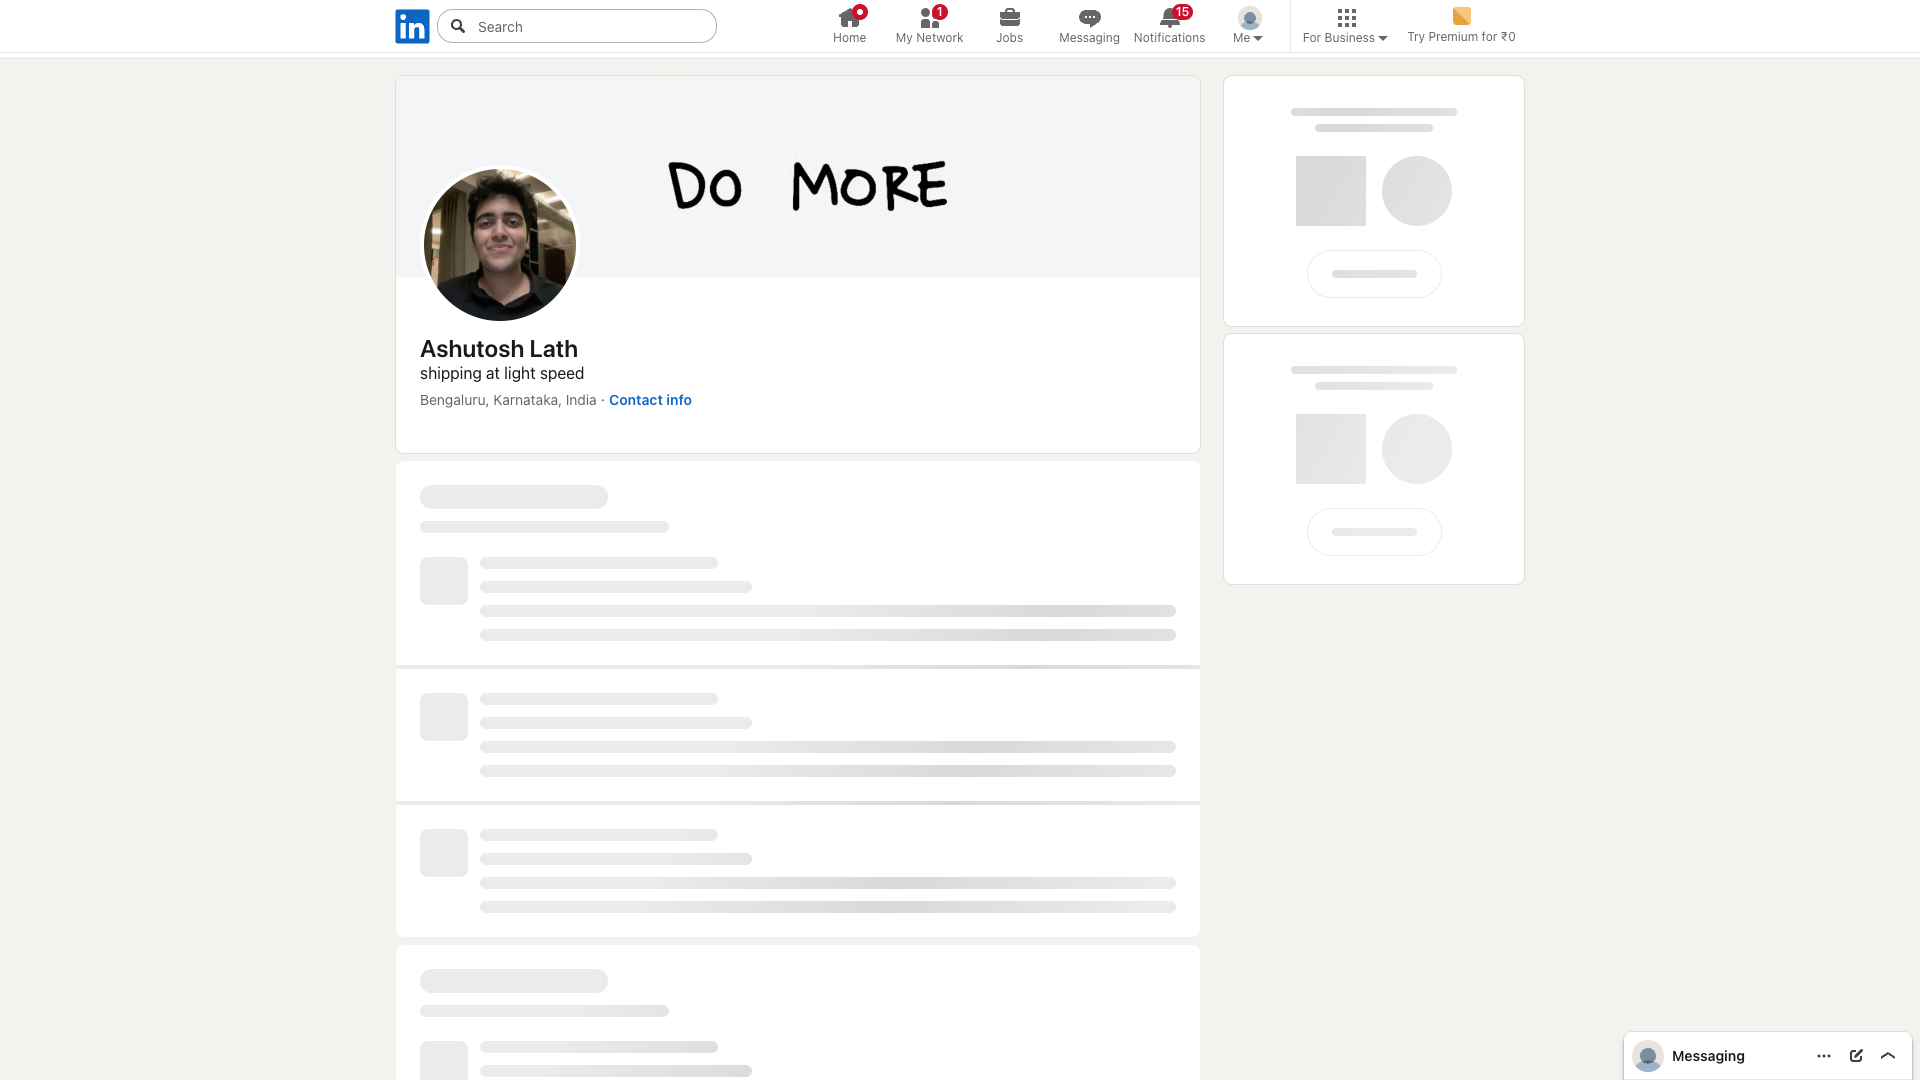 in
Search
Home
My Network
1
Jobs
Messaging
Notifications
15
Me
For Business
Try Premium for ₹0
DO MORE
Ashutosh Lath
shipping at light speed
Bengaluru, Karnataka, India · Contact info
Messaging